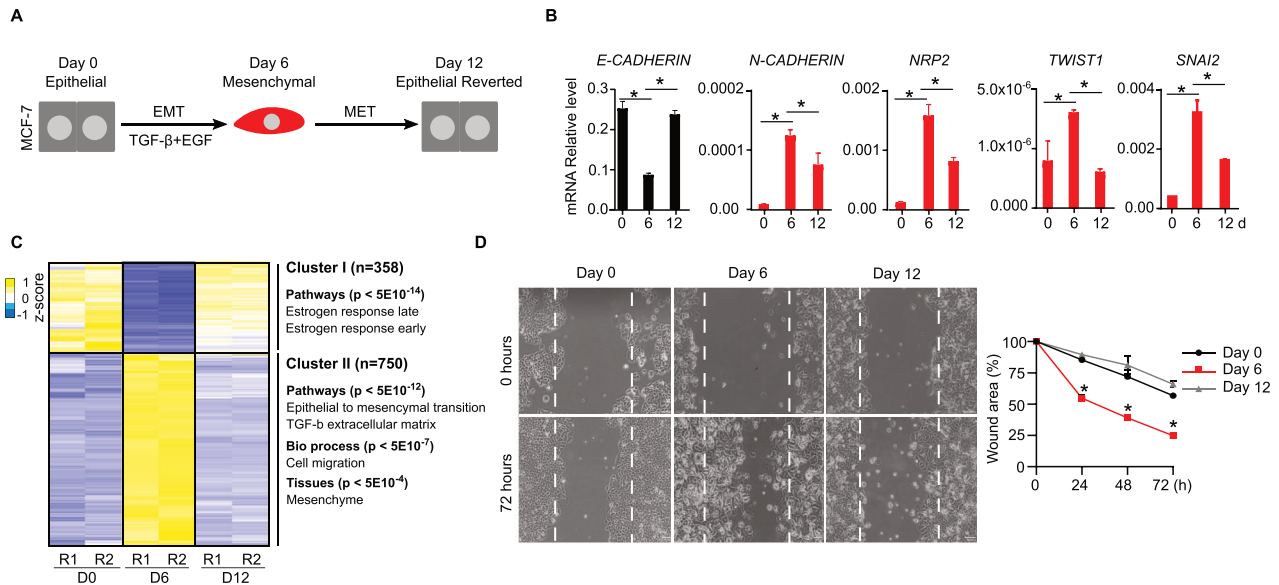 A
Day 0
Epithelial
Day 6
Mesenchymal
Day 12
Epithelial Reverted
MCF-7
EMT
TGF-β+EGF
MET
B
E-CADHERIN
N-CADHERIN
NRP2
TWIST1
SNAI2
mRNA Relative level
0.3
0.2
0.1
0.0
* *
0 6 12
0.0002
0.0001
0.0000
* *
0 6 12
0.002
0.001
0.000
* *
0 6 12
5.0x10-6
1.0x10-6
0.000
* *
0 6 12
0.004
0.002
0.000
* *
0 6 12 d
C
1
0
-1
z-score
Cluster I (n=358)
Pathways (p < 5E10-14)
Estrogen response late
Estrogen response early
Cluster II (n=750)
Pathways (p < 5E10-12)
Epithelial to mesencymal transition
TGF-b extracellular matrix
Bio process (p < 5E10-7)
Cell migration
Tissues (p < 5E10-4)
Mesenchyme
R1 R2 R1 R2 R1 R2
D0 D6 D12
D
Day 0 Day 6 Day 12
0 hours
72 hours
Wound area (%)
100
75
50
25
0
* * *
0 24 48 72 (h)
Day 0
Day 6
Day 12